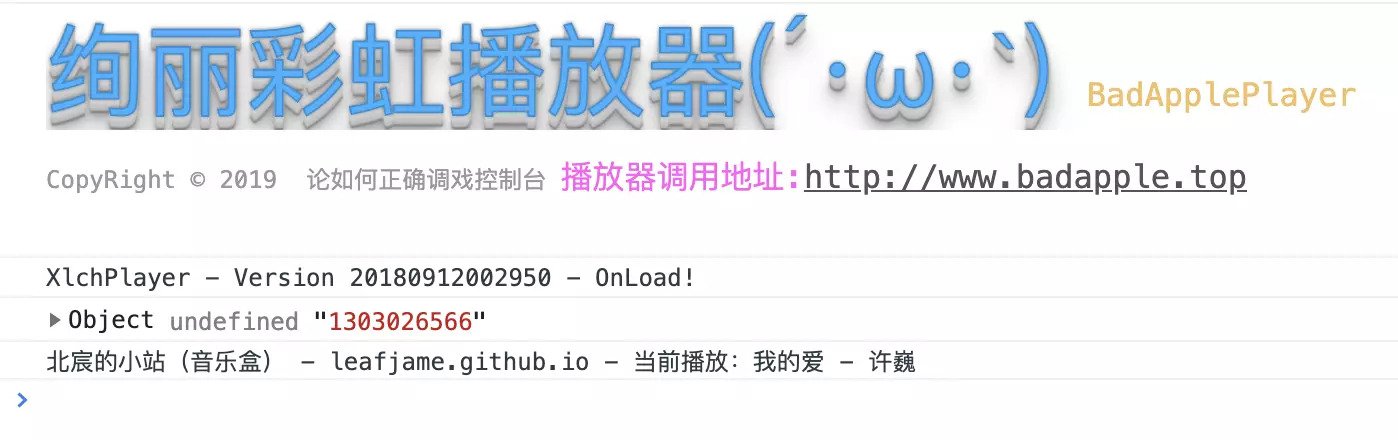 绚丽彩虹播放器(´･ω･`) BadApplePlayer
CopyRight © 2019 论如何正确调戏控制台 播放器调用地址:http://www.badapple.top
XlchPlayer – Version 20180912002950 – OnLoad!
▶Object undefined "1303026566"
北宸的小站（音乐盒） – leafjame.github.io – 当前播放：我的爱 – 许巍
>